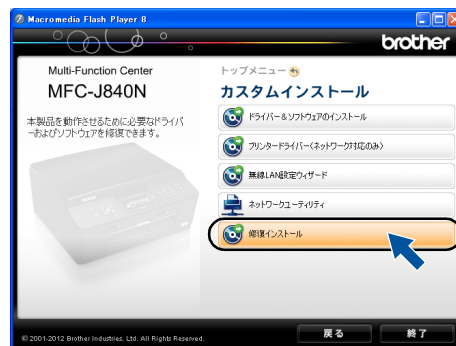 Macromedia Flash Player 8
brother
Multi-Function Center
MFC-J840N
本製品を動作させるために必要なドライバ
ーおよびソフトウェアを修復できます。
トップメニュー
カスタムインストール
ドライバー&ソフトウェアのインストール
プリンタードライバー(ネットワーク対応のみ)
無線LAN設定ウィザード
ネットワークユーティリティ
修復インストール
© 2001-2012 Brother Industries, Ltd. All Rights Reserved.
戻る
終了